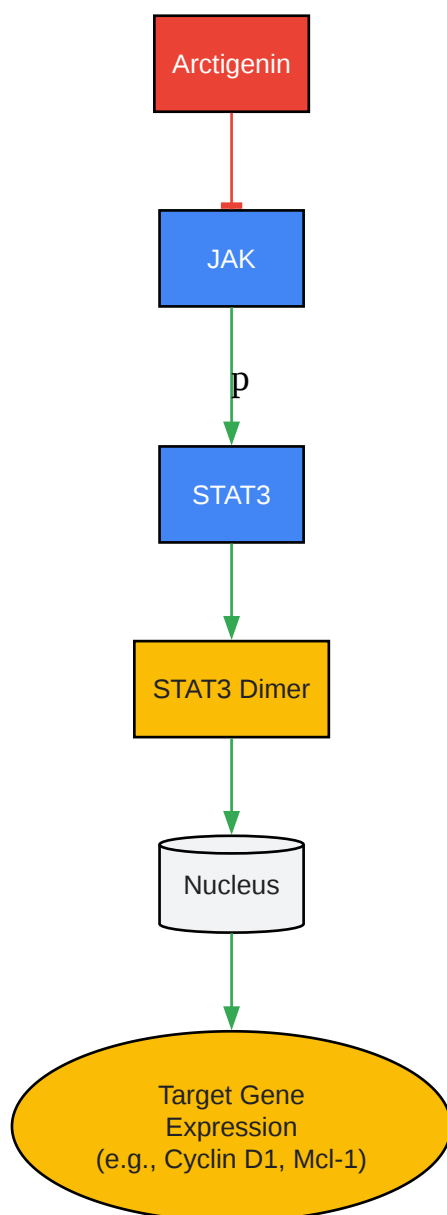 Arctigenin
JAK
p
STAT3
STAT3 Dimer
Nucleus
Target Gene
Expression
(e.g., Cyclin D1, Mcl-1)